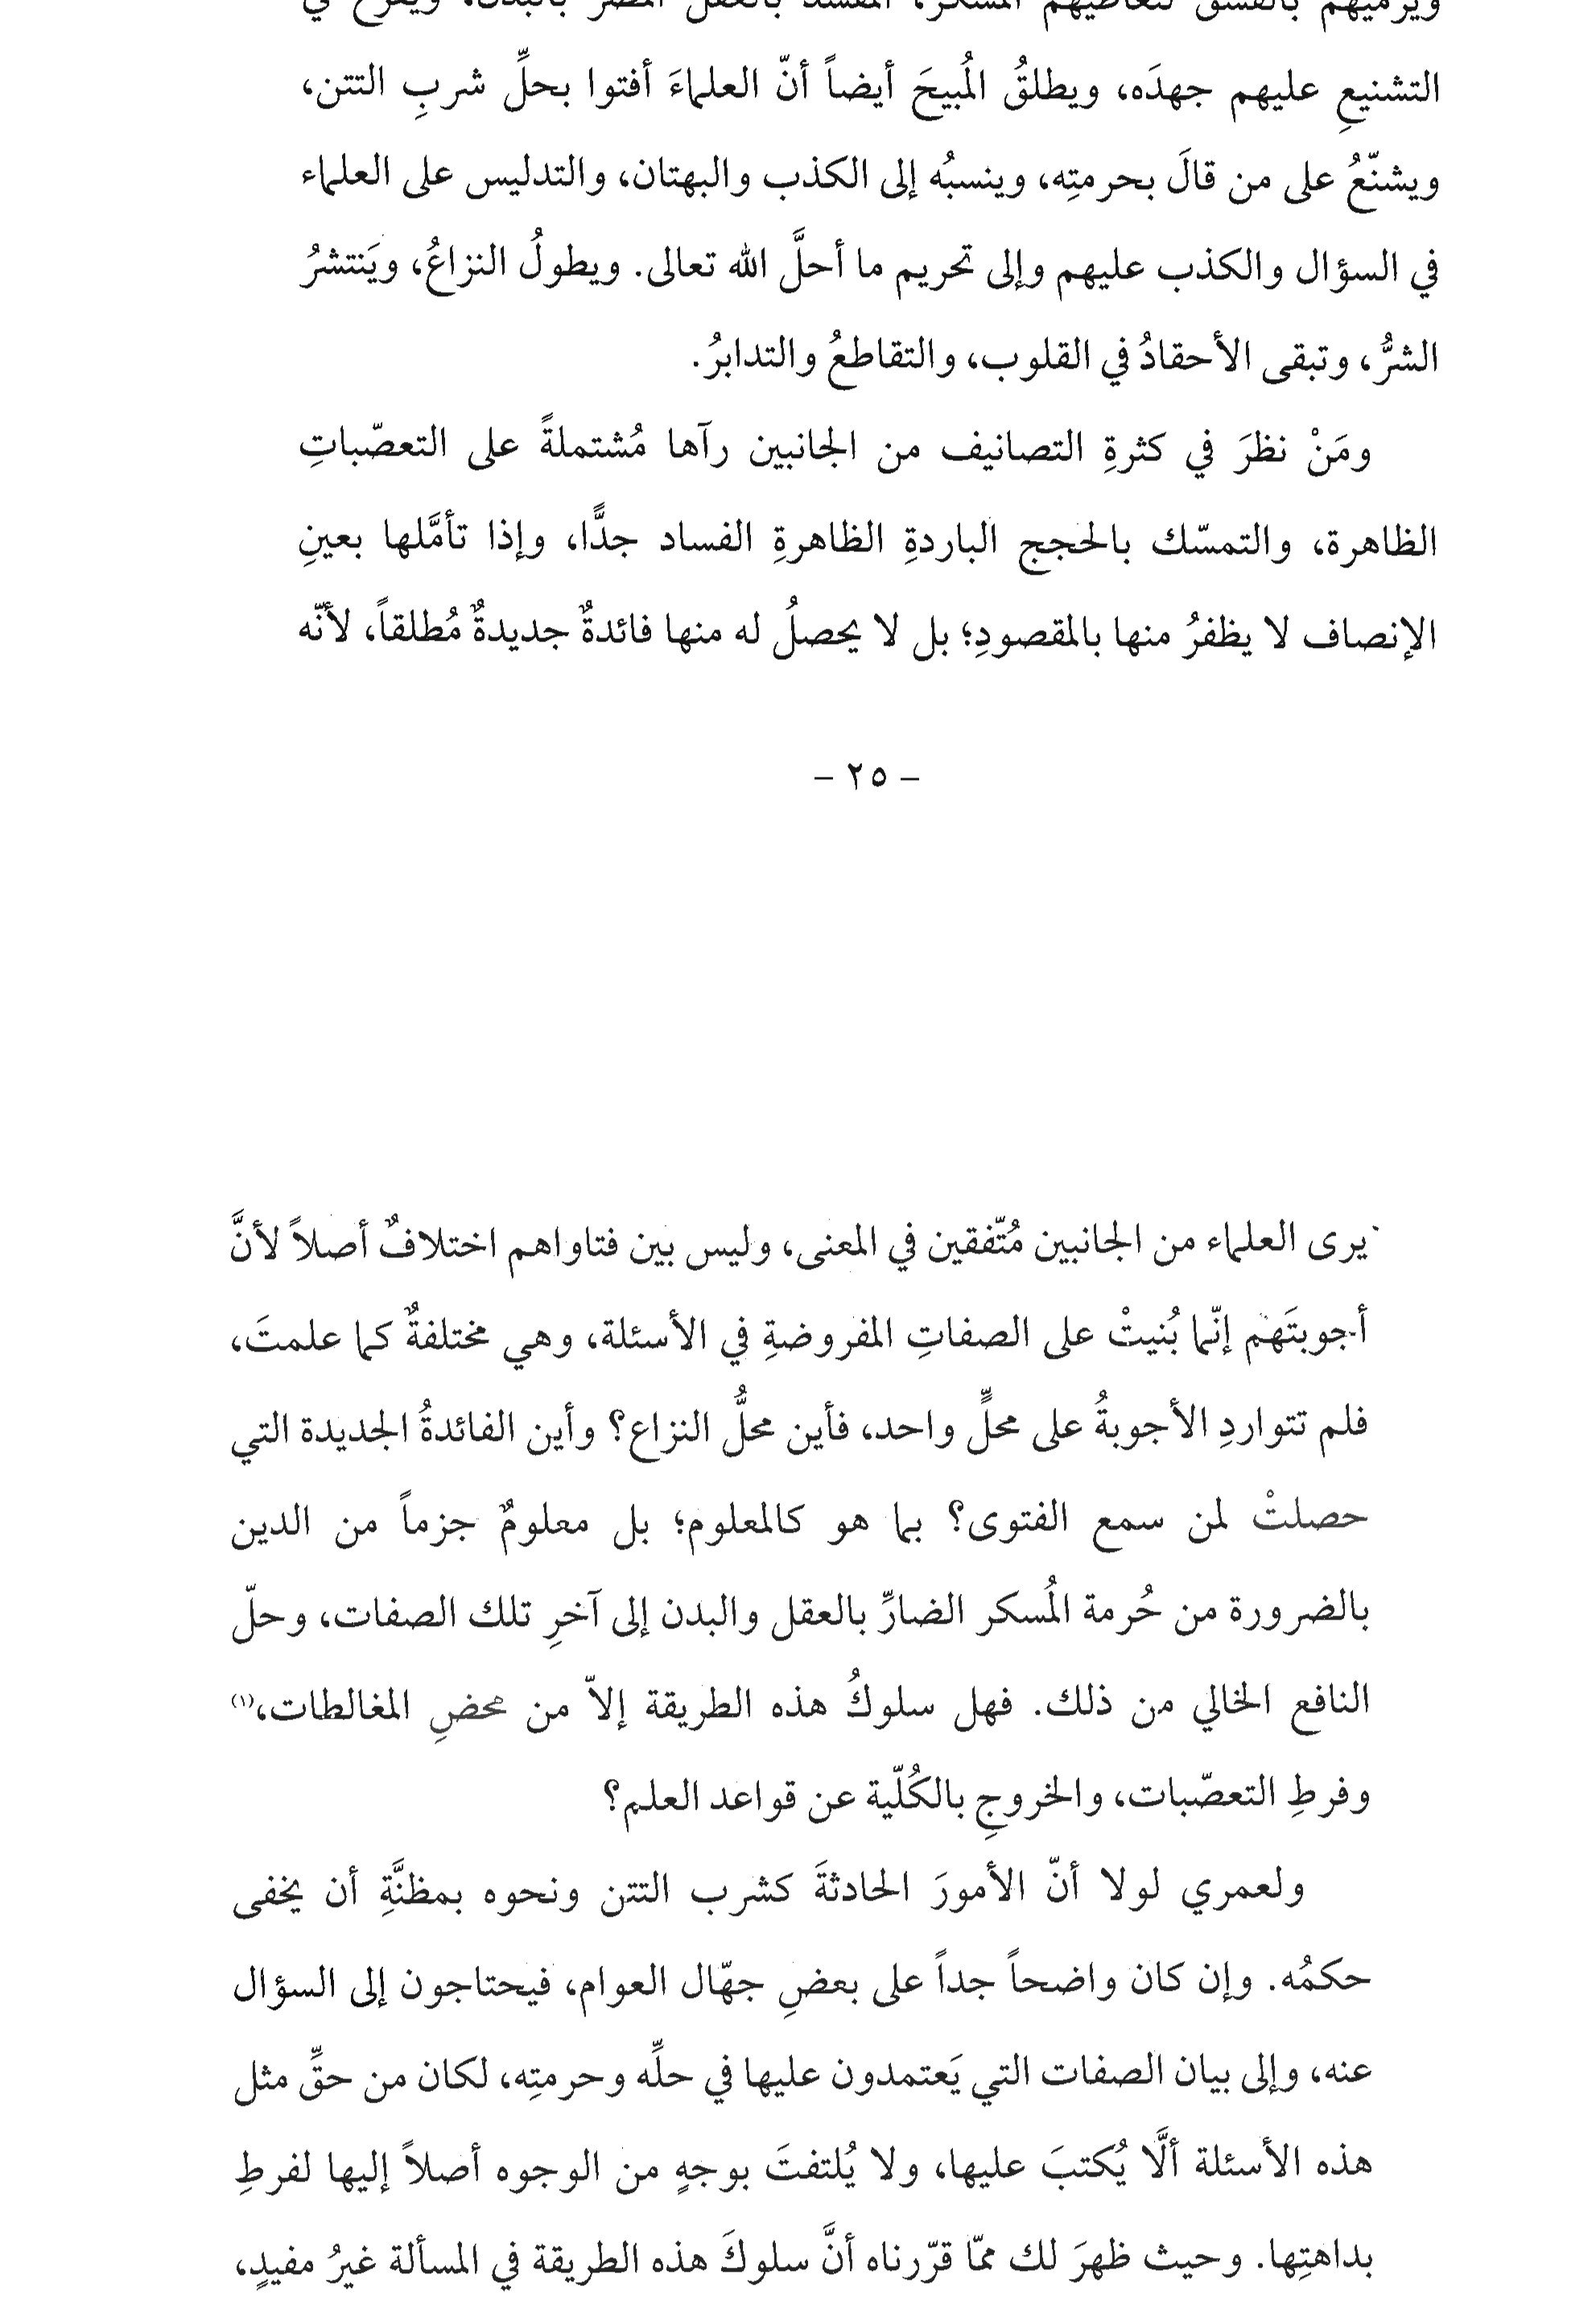 ويرميهم بالفسق لتعاطيهم المسكر، المفسد بالعقل المضر بالبدن، ويفرغ في
التشنيعِ عليهم جهدَه، ويطلقُ المُبيحَ أيضاً أنّ العلماءَ أفتوا بحلِّ شربِ التتن،
ويشنّعُ على من قالَ بحرمتِه، وينسبُه إلى الكذب والبهتان، والتدليس على العلماء
في السؤال والكذب عليهم وإلى تحريم ما أحلَّ الله تعالى. ويطولُ النزاعُ، ويَنتشرُ
الشرُّ، وتبقى الأحقادُ في القلوب، والتقاطعُ والتدابرُ.
ومَنْ نظرَ في كثرةِ التصانيف من الجانبين رآها مُشتملةً على التعصّباتِ
الظاهرة، والتمسّك بالحجج الباردةِ الظاهرةِ الفساد جدًّا، وإذا تأمَّلها بعينِ
الإنصاف لا يظفرُ منها بالمقصودِ؛ بل لا يحصلُ له منها فائدةٌ جديدةٌ مُطلقاً، لأنّه
- ٢٥ -
يرى العلماء من الجانبين مُتّفقين في المعنى، وليس بين فتاواهم اختلافٌ أصلاً لأنَّ
أجوبتَهم إنّما بُنيتْ على الصفاتِ المفروضةِ في الأسئلة، وهي مختلفةٌ كما علمتَ،
فلم تتواردِ الأجوبةُ على محلٍّ واحد، فأين محلُّ النزاع؟ وأين الفائدةُ الجديدة التي
حصلتْ لمن سمع الفتوى؟ بما هو كالمعلوم؛ بل معلومٌ جزماً من الدين
بالضرورة من حُرمة المُسكر الضارِّ بالعقل والبدن إلى آخرِ تلك الصفات، وحلّ
النافع الخالي من ذلك. فهل سلوكُ هذه الطريقة إلاّ من محضِ المغالطات،(١)
وفرطِ التعصّبات، والخروجِ بالكُلّية عن قواعد العلم؟
ولعمري لولا أنّ الأمورَ الحادثةَ كشرب التتن ونحوه بمظنَّةِ أن يخفى
حكمُه. وإن كان واضحاً جداً على بعضِ جهّال العوام، فيحتاجون إلى السؤال
عنه، وإلى بيان الصفات التي يَعتمدون عليها في حلِّه وحرمتِه، لكان من حقِّ مثل
هذه الأسئلة ألَّا يُكتبَ عليها، ولا يُلتفتَ بوجهٍ من الوجوه أصلاً إليها لفرطِ
بداهتِها. وحيث ظهرَ لك ممّا قرّرناه أنَّ سلوكَ هذه الطريقة في المسألة غيرُ مفيدٍ،